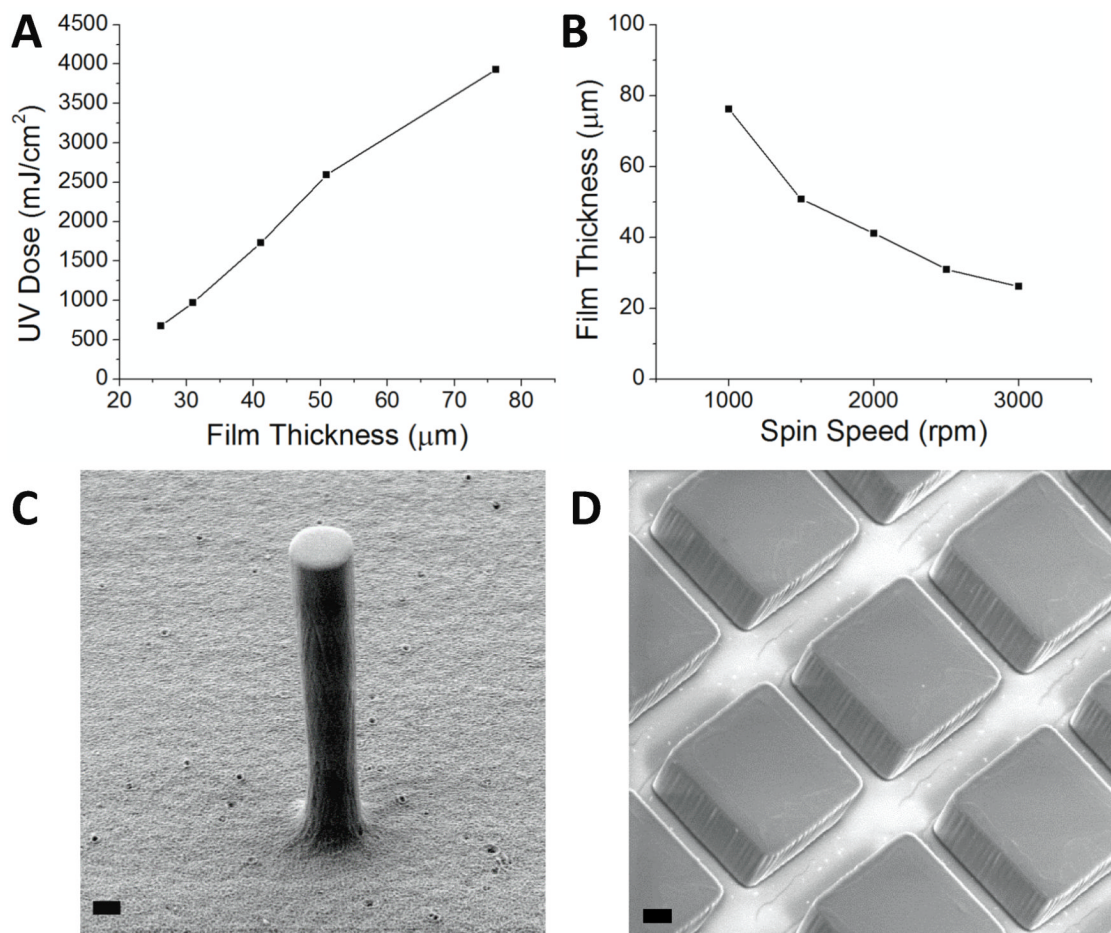 A
4500
4000
3500
3000
2500
2000
1500
1000
500
0
UV Dose (mJ/cm²)
20 30 40 50 60 70 80
Film Thickness (μm)
B
100
80
60
40
20
0
Film Thickness (μm)
1000 2000 3000
Spin Speed (rpm)
C
D